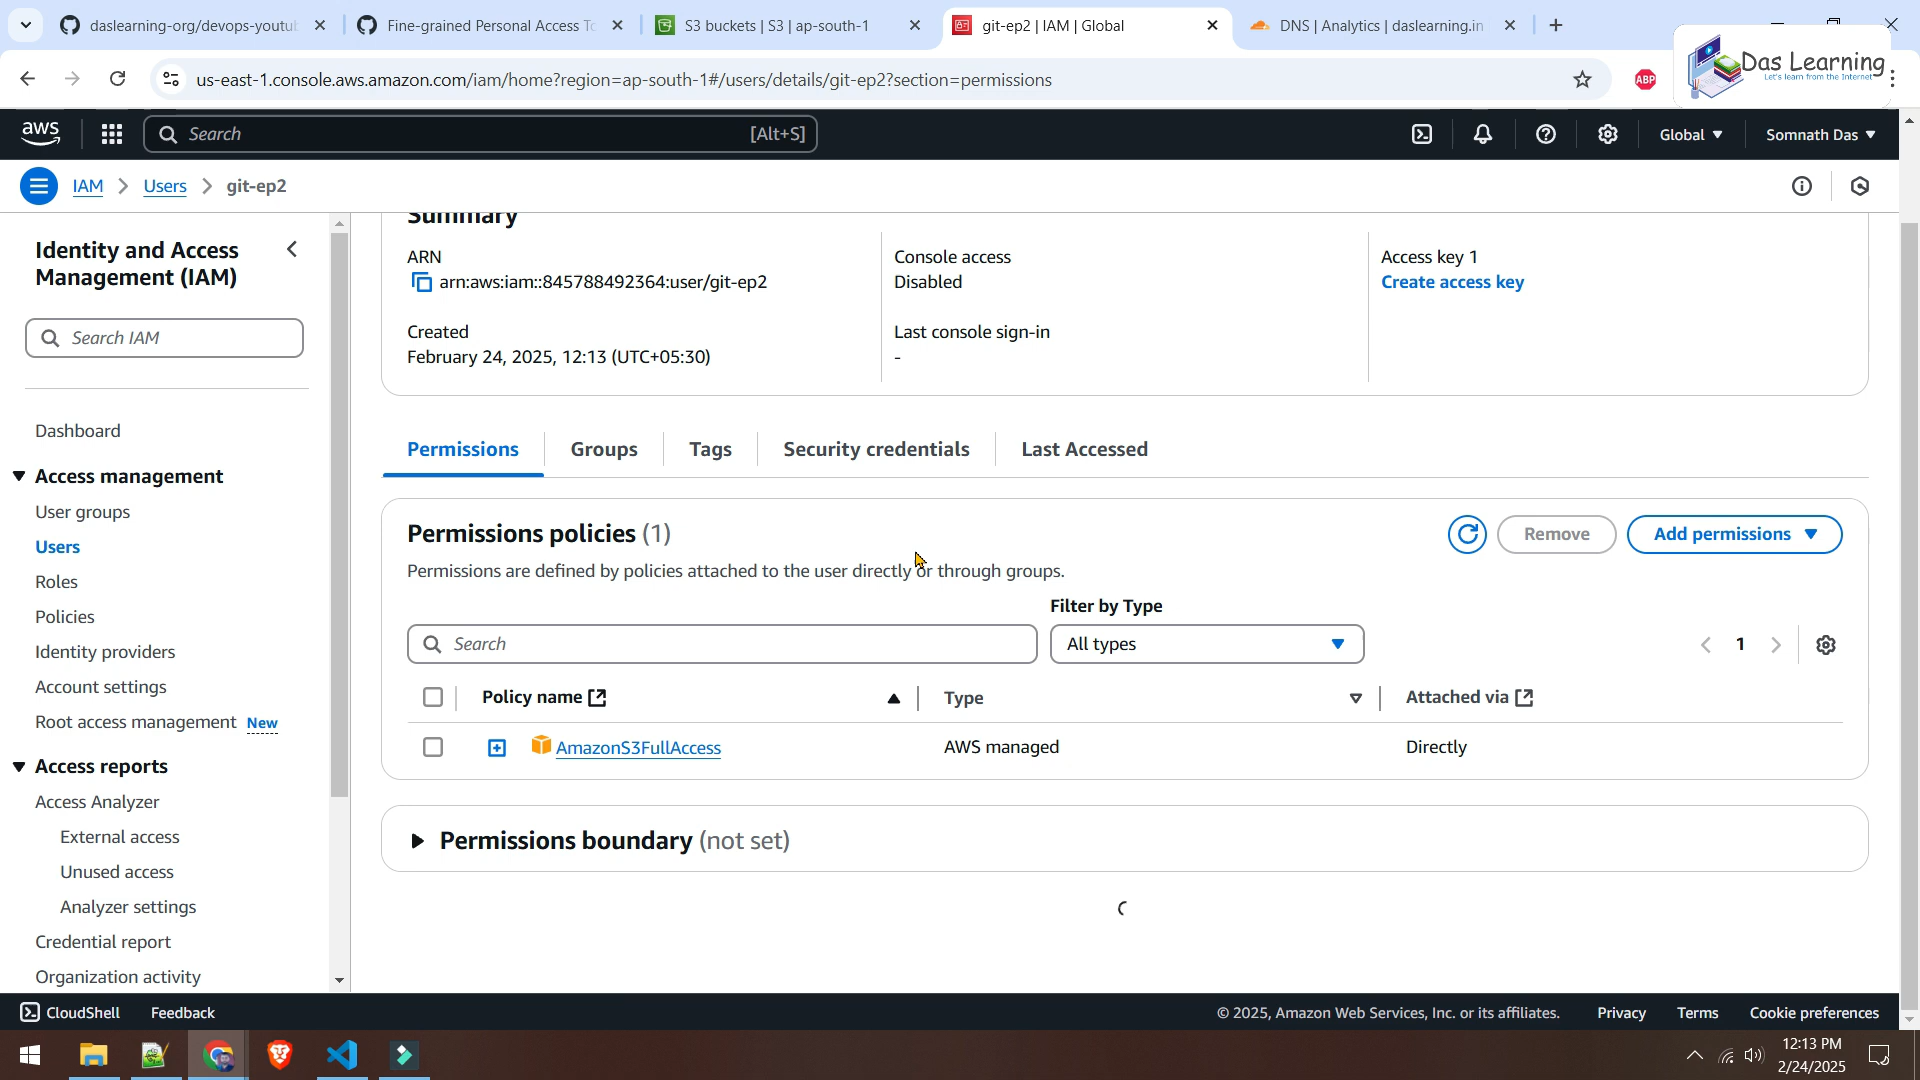 daslearning-org/devops-youtub
Fine-grained Personal Access To
S3 buckets | S3 | ap-south-1
git-ep2 | IAM | Global
DNS | Analytics | daslearning.in
us-east-1.console.aws.amazon.com/iam/home?region=ap-south-1#/users/details/git-ep2?section=permissions
ABP
Das Learning
Let's learn from the Internet
aws
Search
[Alt+S]
Global
Somnath Das
IAM
Users
git-ep2
Identity and Access
Management (IAM)
Search IAM
Dashboard
Access management
User groups
Users
Roles
Policies
Identity providers
Account settings
Root access management New
Access reports
Access Analyzer
External access
Unused access
Analyzer settings
Credential report
Organization activity
Summary
ARN
arn:aws:iam::845788492364:user/git-ep2
Created
February 24, 2025, 12:13 (UTC+05:30)
Console access
Disabled
Last console sign-in
-
Access key 1
Create access key
Permissions
Groups
Tags
Security credentials
Last Accessed
Permissions policies (1)
Permissions are defined by policies attached to the user directly or through groups.
Remove
Add permissions
Search
Filter by Type
All types
1
Policy name
Type
Attached via
AmazonS3FullAccess
AWS managed
Directly
Permissions boundary (not set)
CloudShell
Feedback
© 2025, Amazon Web Services, Inc. or its affiliates.
Privacy
Terms
Cookie preferences
12:13 PM
2/24/2025